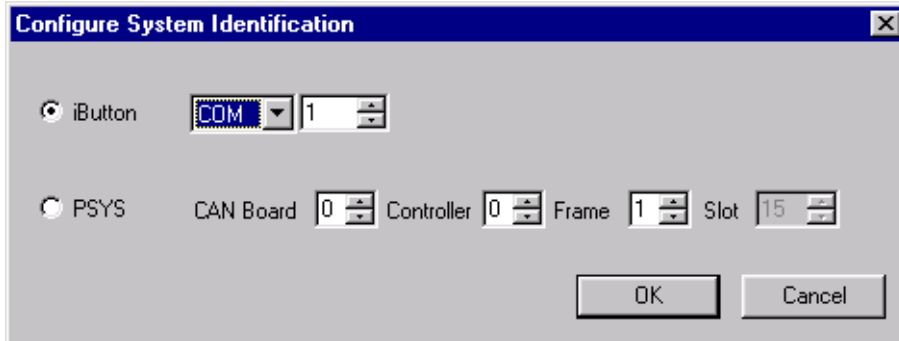 Configure System Identification
iButton COM 1
PSYS CAN Board 0 Controller 0 Frame 1 Slot 15
OK Cancel